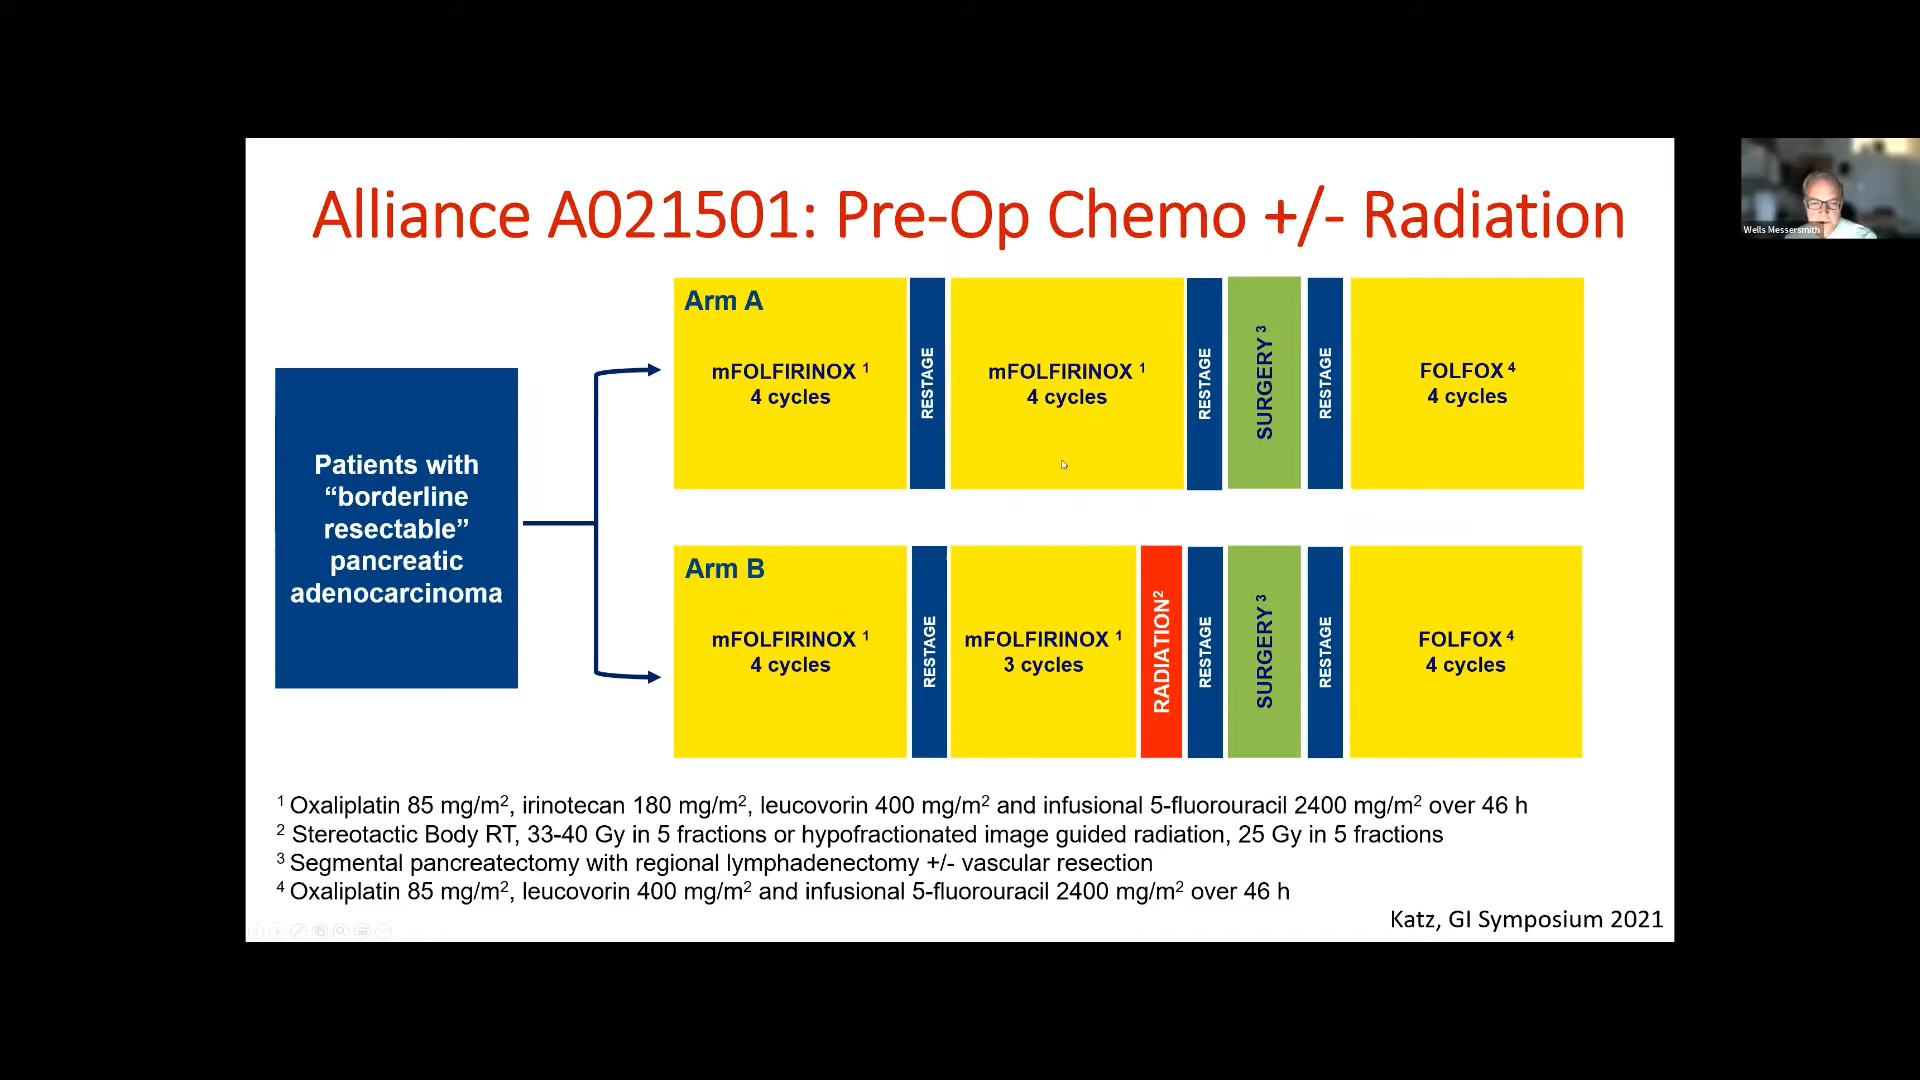 Alliance A021501: Pre-Op Chemo +/- Radiation
Wells Messersmith
Patients with
“borderline
resectable”
pancreatic
adenocarcinoma
Arm A
mFOLFIRINOX ¹
4 cycles
RESTAGE
mFOLFIRINOX ¹
4 cycles
RESTAGE
SURGERY ³
RESTAGE
FOLFOX ⁴
4 cycles
Arm B
mFOLFIRINOX ¹
4 cycles
RESTAGE
mFOLFIRINOX ¹
3 cycles
RADIATION²
RESTAGE
SURGERY ³
RESTAGE
FOLFOX ⁴
4 cycles
¹ Oxaliplatin 85 mg/m², irinotecan 180 mg/m², leucovorin 400 mg/m² and infusional 5-fluorouracil 2400 mg/m² over 46 h
² Stereotactic Body RT, 33-40 Gy in 5 fractions or hypofractionated image guided radiation, 25 Gy in 5 fractions
³ Segmental pancreatectomy with regional lymphadenectomy +/- vascular resection
⁴ Oxaliplatin 85 mg/m², leucovorin 400 mg/m² and infusional 5-fluorouracil 2400 mg/m² over 46 h
Katz, GI Symposium 2021